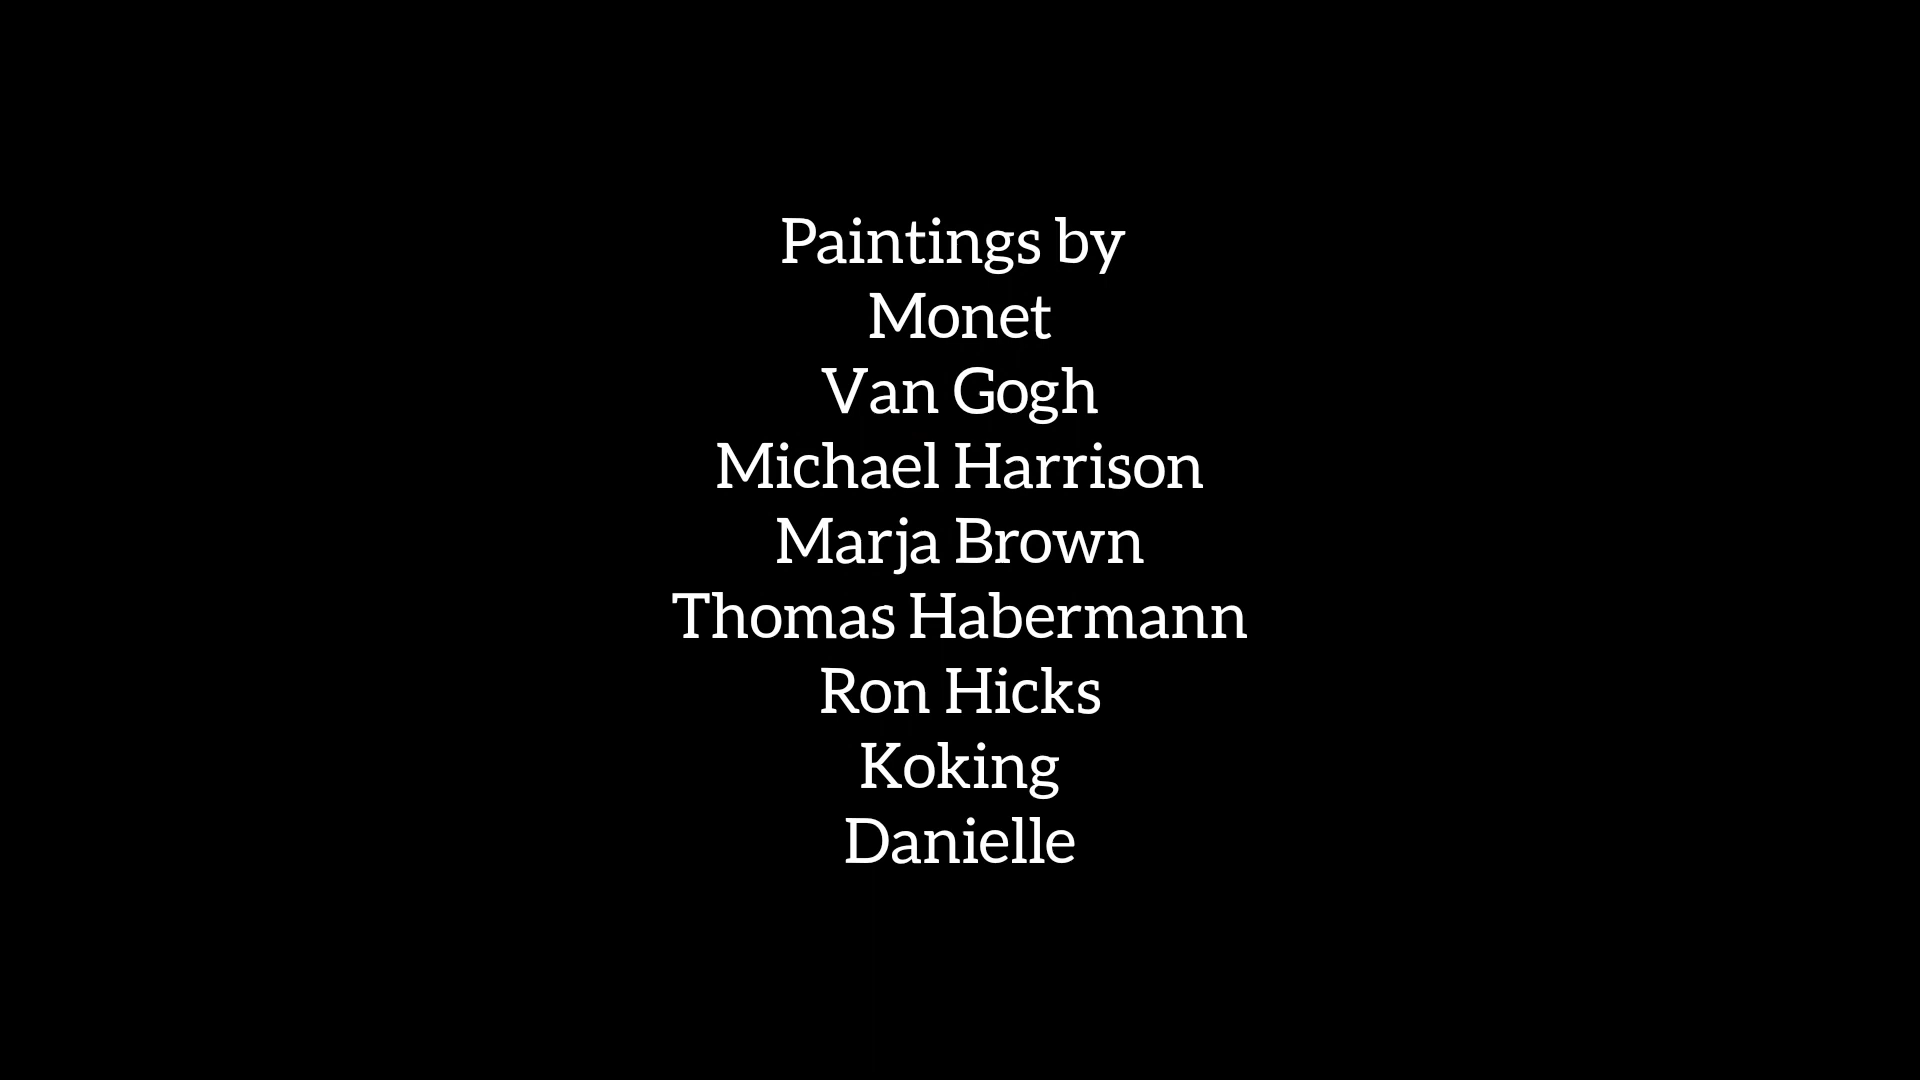 Paintings by
Monet
Van Gogh
Michael Harrison
Marja Brown
Thomas Habermann
Ron Hicks
Koking
Danielle